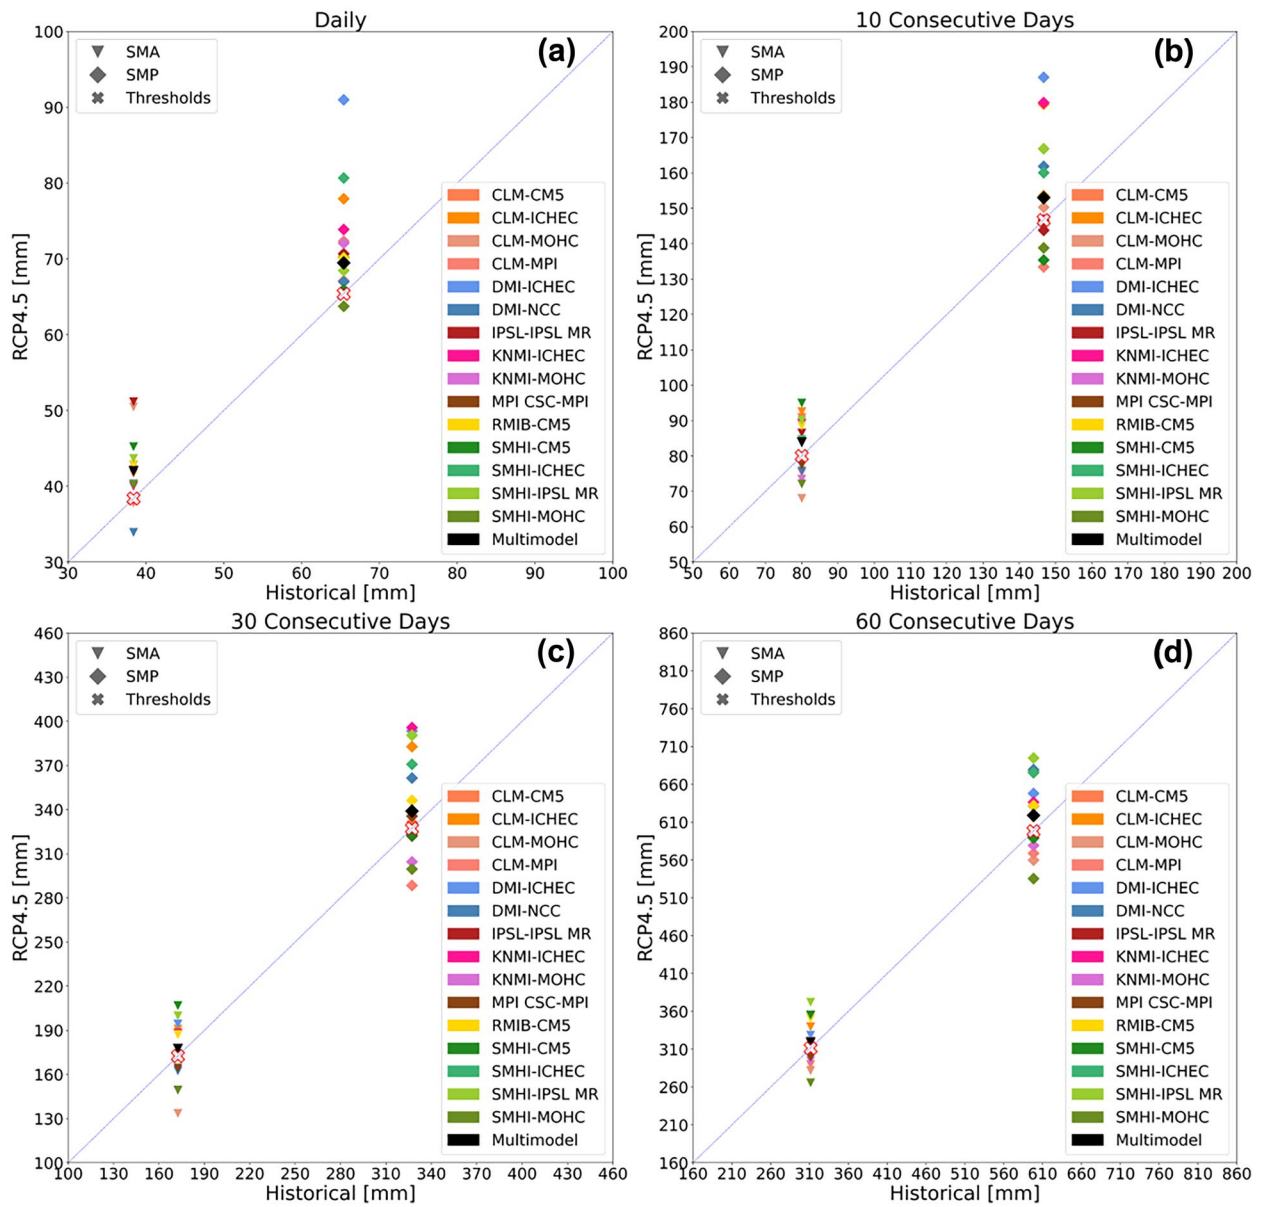 Daily
(a)
SMA
SMP
Thresholds
100
90
80
70
60
50
40
30
RCP4.5 [mm]
CLM-CM5
CLM-ICHEC
CLM-MOHC
CLM-MPI
DMI-ICHEC
DMI-NCC
IPSL-IPSL MR
KNMI-ICHEC
KNMI-MOHC
MPI CSC-MPI
RMIB-CM5
SMHI-CM5
SMHI-ICHEC
SMHI-IPSL MR
SMHI-MOHC
Multimodel
30 40 50 60 70 80 90 100
Historical [mm]
10 Consecutive Days
(b)
SMA
SMP
Thresholds
200
190
180
170
160
150
140
130
120
110
100
90
80
70
60
50
RCP4.5 [mm]
CLM-CM5
CLM-ICHEC
CLM-MOHC
CLM-MPI
DMI-ICHEC
DMI-NCC
IPSL-IPSL MR
KNMI-ICHEC
KNMI-MOHC
MPI CSC-MPI
RMIB-CM5
SMHI-CM5
SMHI-ICHEC
SMHI-IPSL MR
SMHI-MOHC
Multimodel
50 60 70 80 90 100 110 120 130 140 150 160 170 180 190 200
Historical [mm]
30 Consecutive Days
(c)
SMA
SMP
Thresholds
460
430
400
370
340
310
280
250
220
190
160
130
100
RCP4.5 [mm]
CLM-CM5
CLM-ICHEC
CLM-MOHC
CLM-MPI
DMI-ICHEC
DMI-NCC
IPSL-IPSL MR
KNMI-ICHEC
KNMI-MOHC
MPI CSC-MPI
RMIB-CM5
SMHI-CM5
SMHI-ICHEC
SMHI-IPSL MR
SMHI-MOHC
Multimodel
100 130 160 190 220 250 280 310 340 370 400 430 460
Historical [mm]
60 Consecutive Days
(d)
SMA
SMP
Thresholds
860
810
760
710
660
610
560
510
460
410
360
310
260
210
160
RCP4.5 [mm]
CLM-CM5
CLM-ICHEC
CLM-MOHC
CLM-MPI
DMI-ICHEC
DMI-NCC
IPSL-IPSL MR
KNMI-ICHEC
KNMI-MOHC
MPI CSC-MPI
RMIB-CM5
SMHI-CM5
SMHI-ICHEC
SMHI-IPSL MR
SMHI-MOHC
Multimodel
160 210 260 310 360 410 460 510 560 610 660 710 760 810 860
Historical [mm]